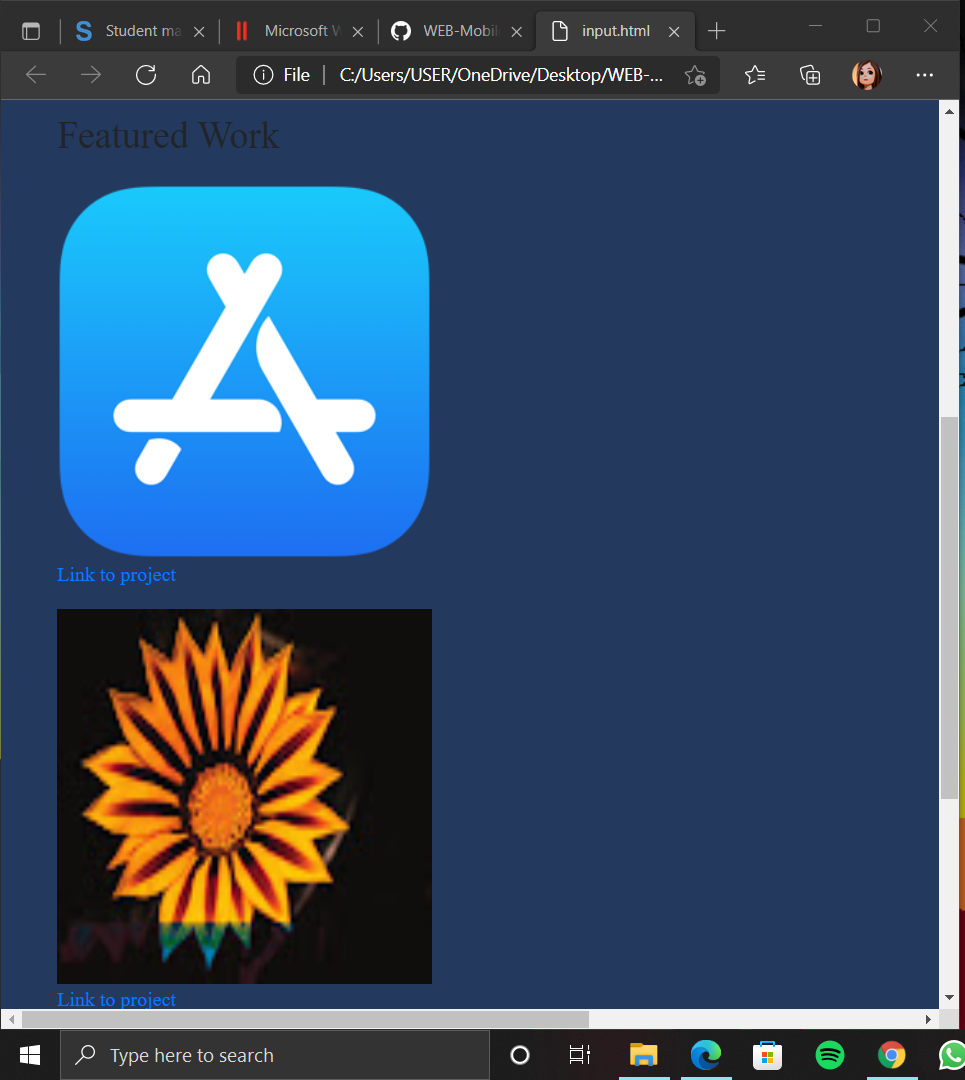 Student ma
Microsoft W
WEB-Mobil
input.html
File
C:/Users/USER/OneDrive/Desktop/WEB-...
Featured Work
Link to project
Link to project
Type here to search